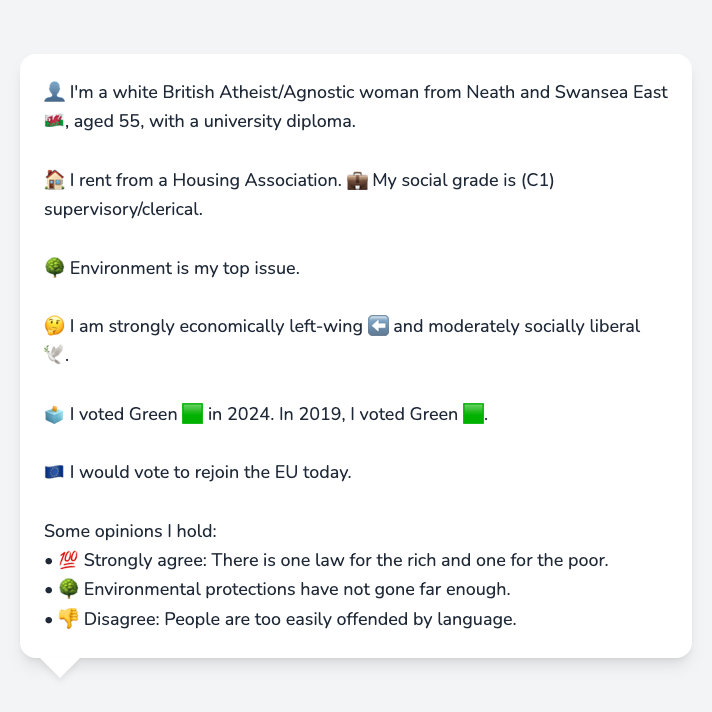 👤 I'm a white British Atheist/Agnostic woman from Neath and Swansea East
🏴󠁧󠁢󠁷󠁬󠁳󠁿, aged 55, with a university diploma.
🏠 I rent from a Housing Association. 💼 My social grade is (C1)
supervisory/clerical.
🌳 Environment is my top issue.
🤔 I am strongly economically left-wing ⬅️ and moderately socially liberal
🕊️.
🗳️ I voted Green 🟩 in 2024. In 2019, I voted Green 🟩.
🇪🇺 I would vote to rejoin the EU today.
Some opinions I hold:
• 💯 Strongly agree: There is one law for the rich and one for the poor.
• 🌳 Environmental protections have not gone far enough.
• 👎 Disagree: People are too easily offended by language.